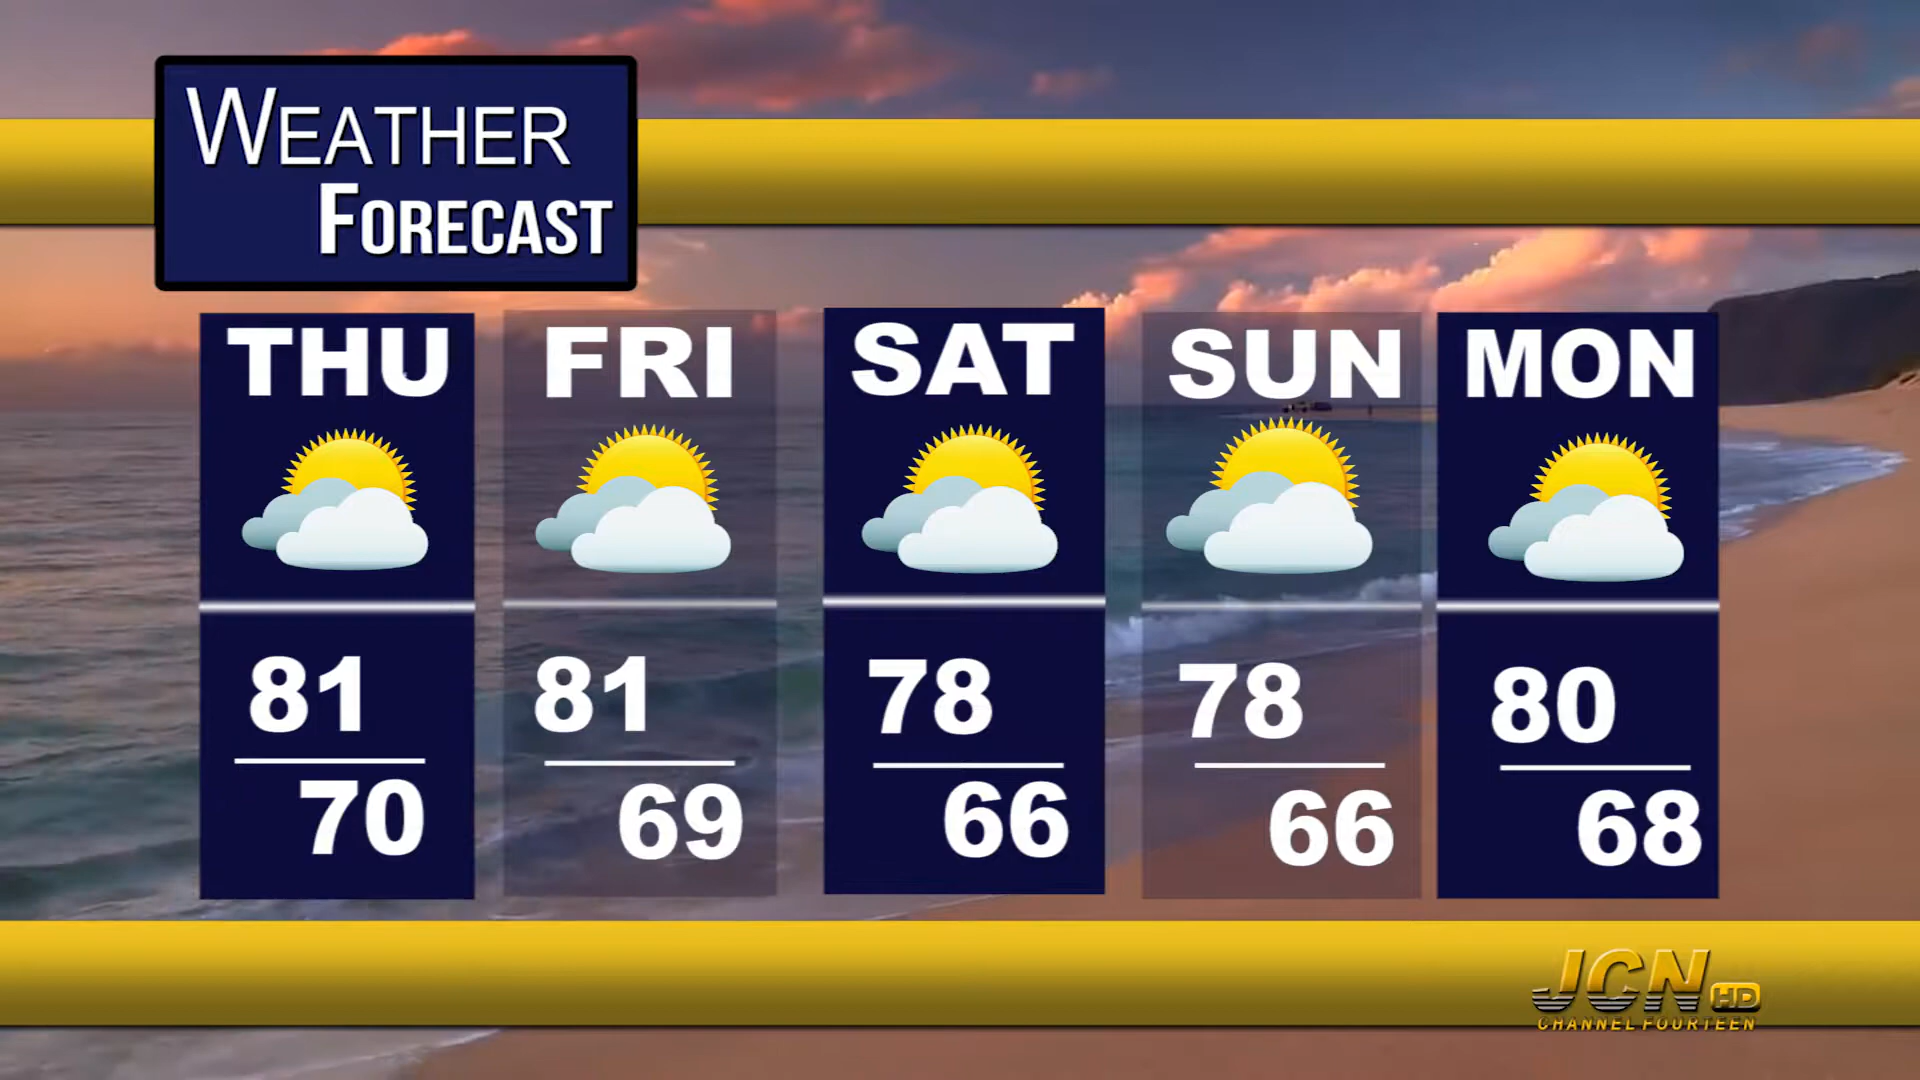 WEATHER
FORECAST
THU FRI SAT SUN MON
81 81 78 78 80
70 69 66 66 68
JCN HD
CHANNEL FOURTEEN